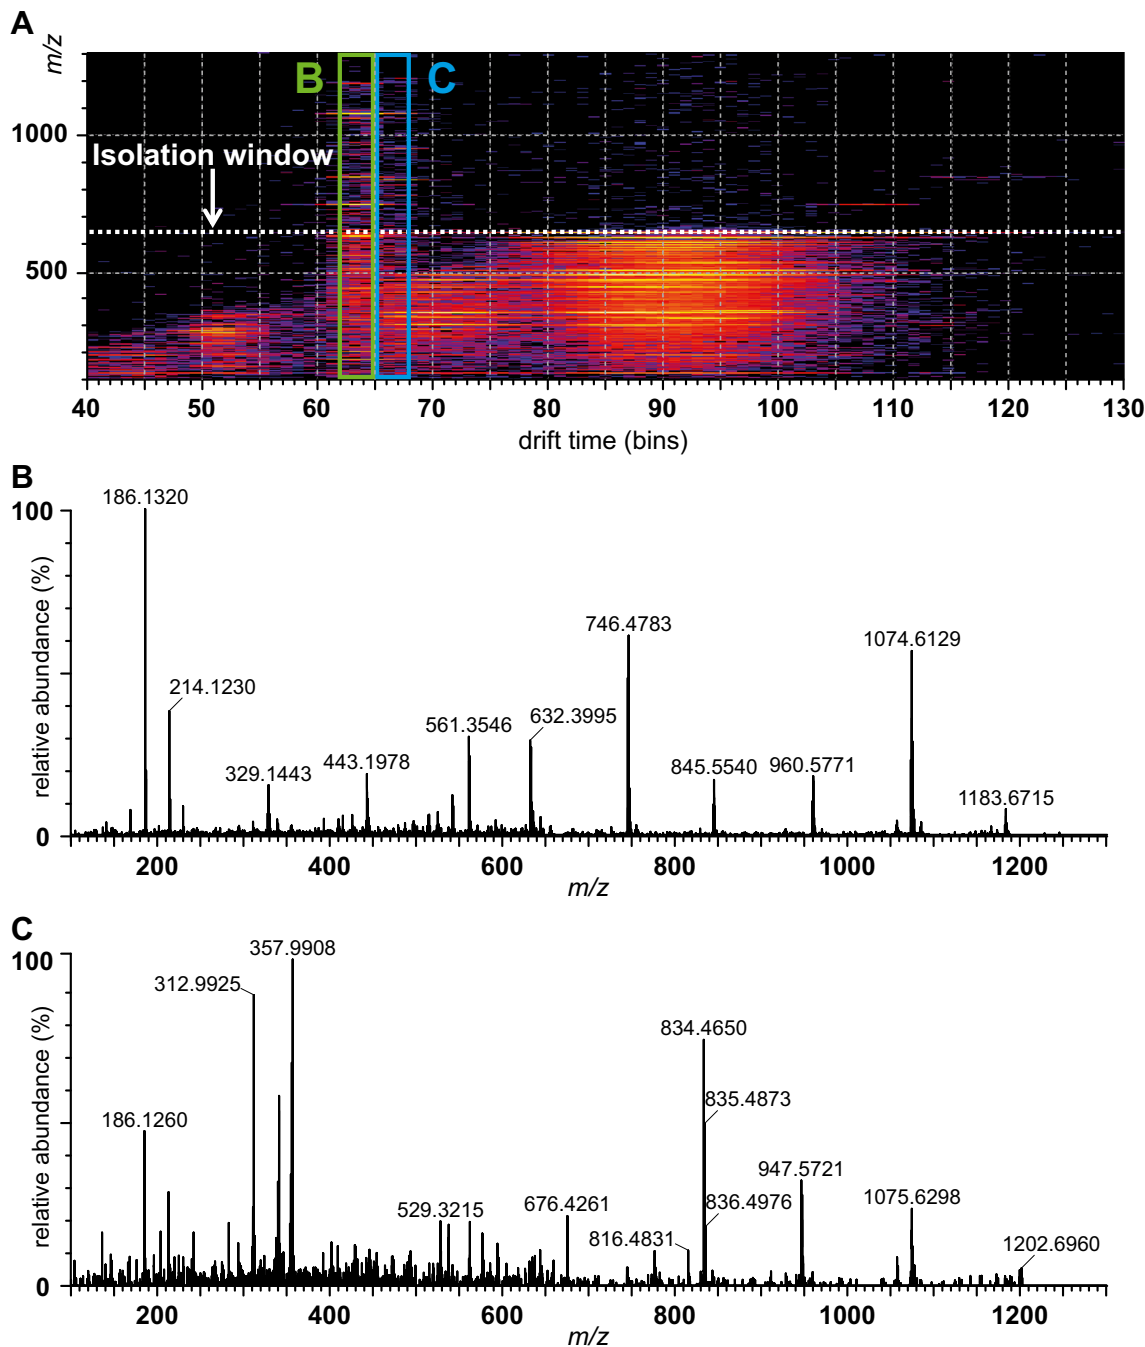 A
m/z
B
C
1000
Isolation window
500
40 50 60 70 80 90 100 110 120 130
drift time (bins)
B
186.1320
100
relative abundance (%)
746.4783
1074.6129
214.1230
561.3546
632.3995
329.1443
443.1978
845.5540
960.5771
1183.6715
0
200 400 600 800 1000 1200
m/z
C
357.9908
100
312.9925
relative abundance (%)
834.4650
835.4873
186.1260
947.5721
836.4976
529.3215
676.4261
1075.6298
816.4831
1202.6960
0
200 400 600 800 1000 1200
m/z